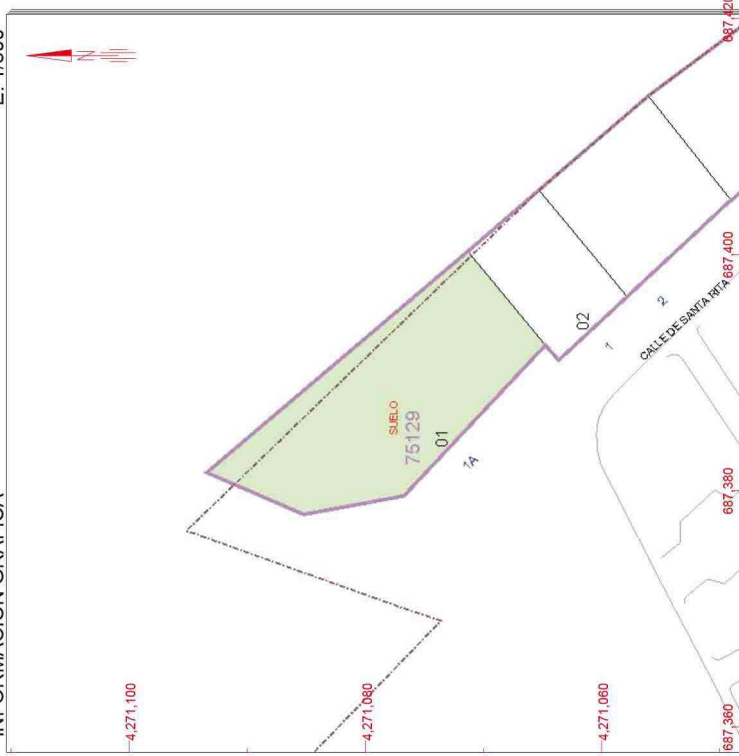 INFORMACIÓN GRÁFICA
E: 1/500
N
4,271,100
4,271,080
4,271,060
SUELO
75129
01
1A
02
1
2
CALLE DE SANTA RITA
687,360
687,380
687,400
687,420